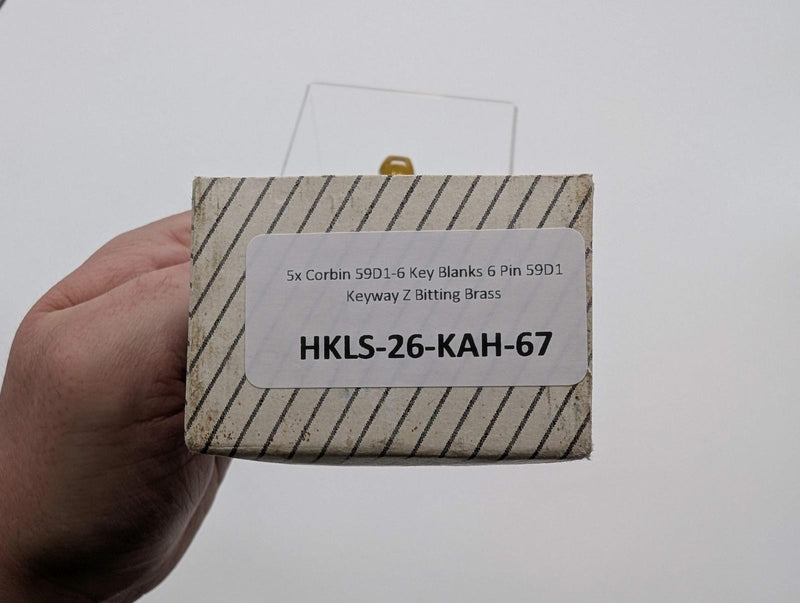 5x Corbin 59D1-6 Key Blanks 6 Pin 59D1
Keyway Z Bitting Brass
HKLS-26-KAH-67